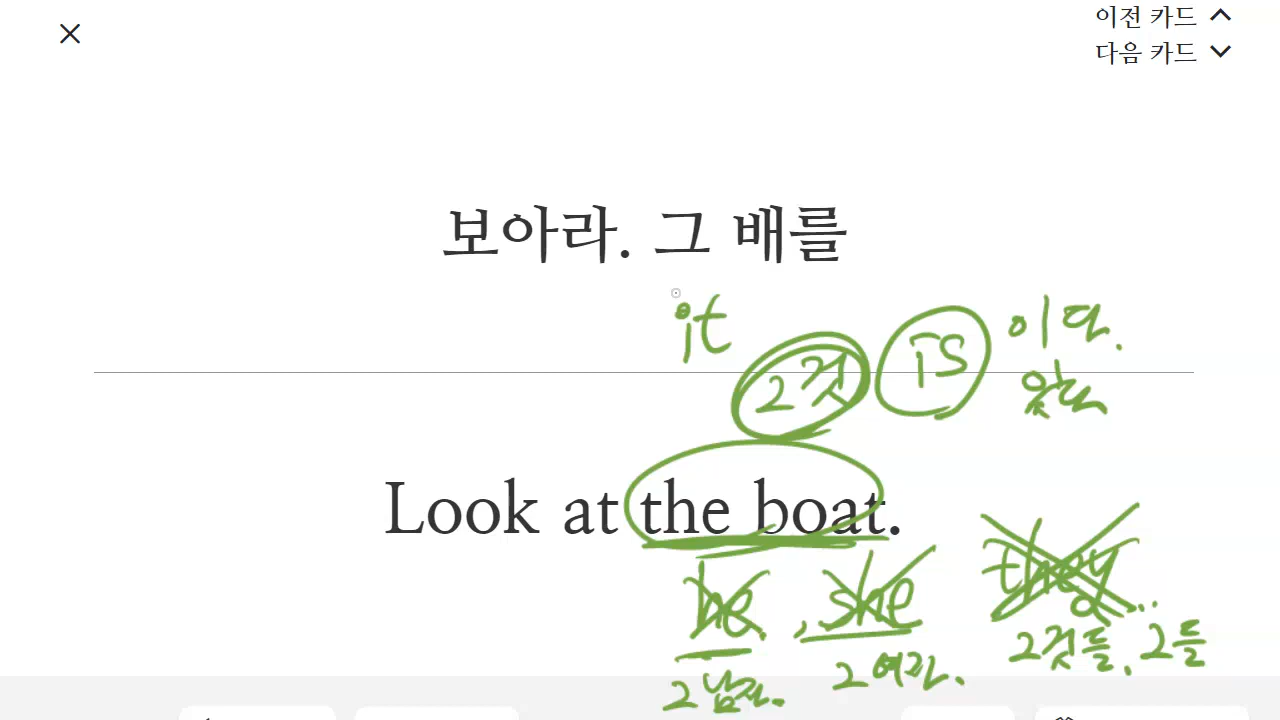 이전 카드
다음 카드
보아라. 그 배를
it
그것 is 이다.
있다
Look at the boat.
he, she they..
그 남자. 그 여자. 그것들, 그들